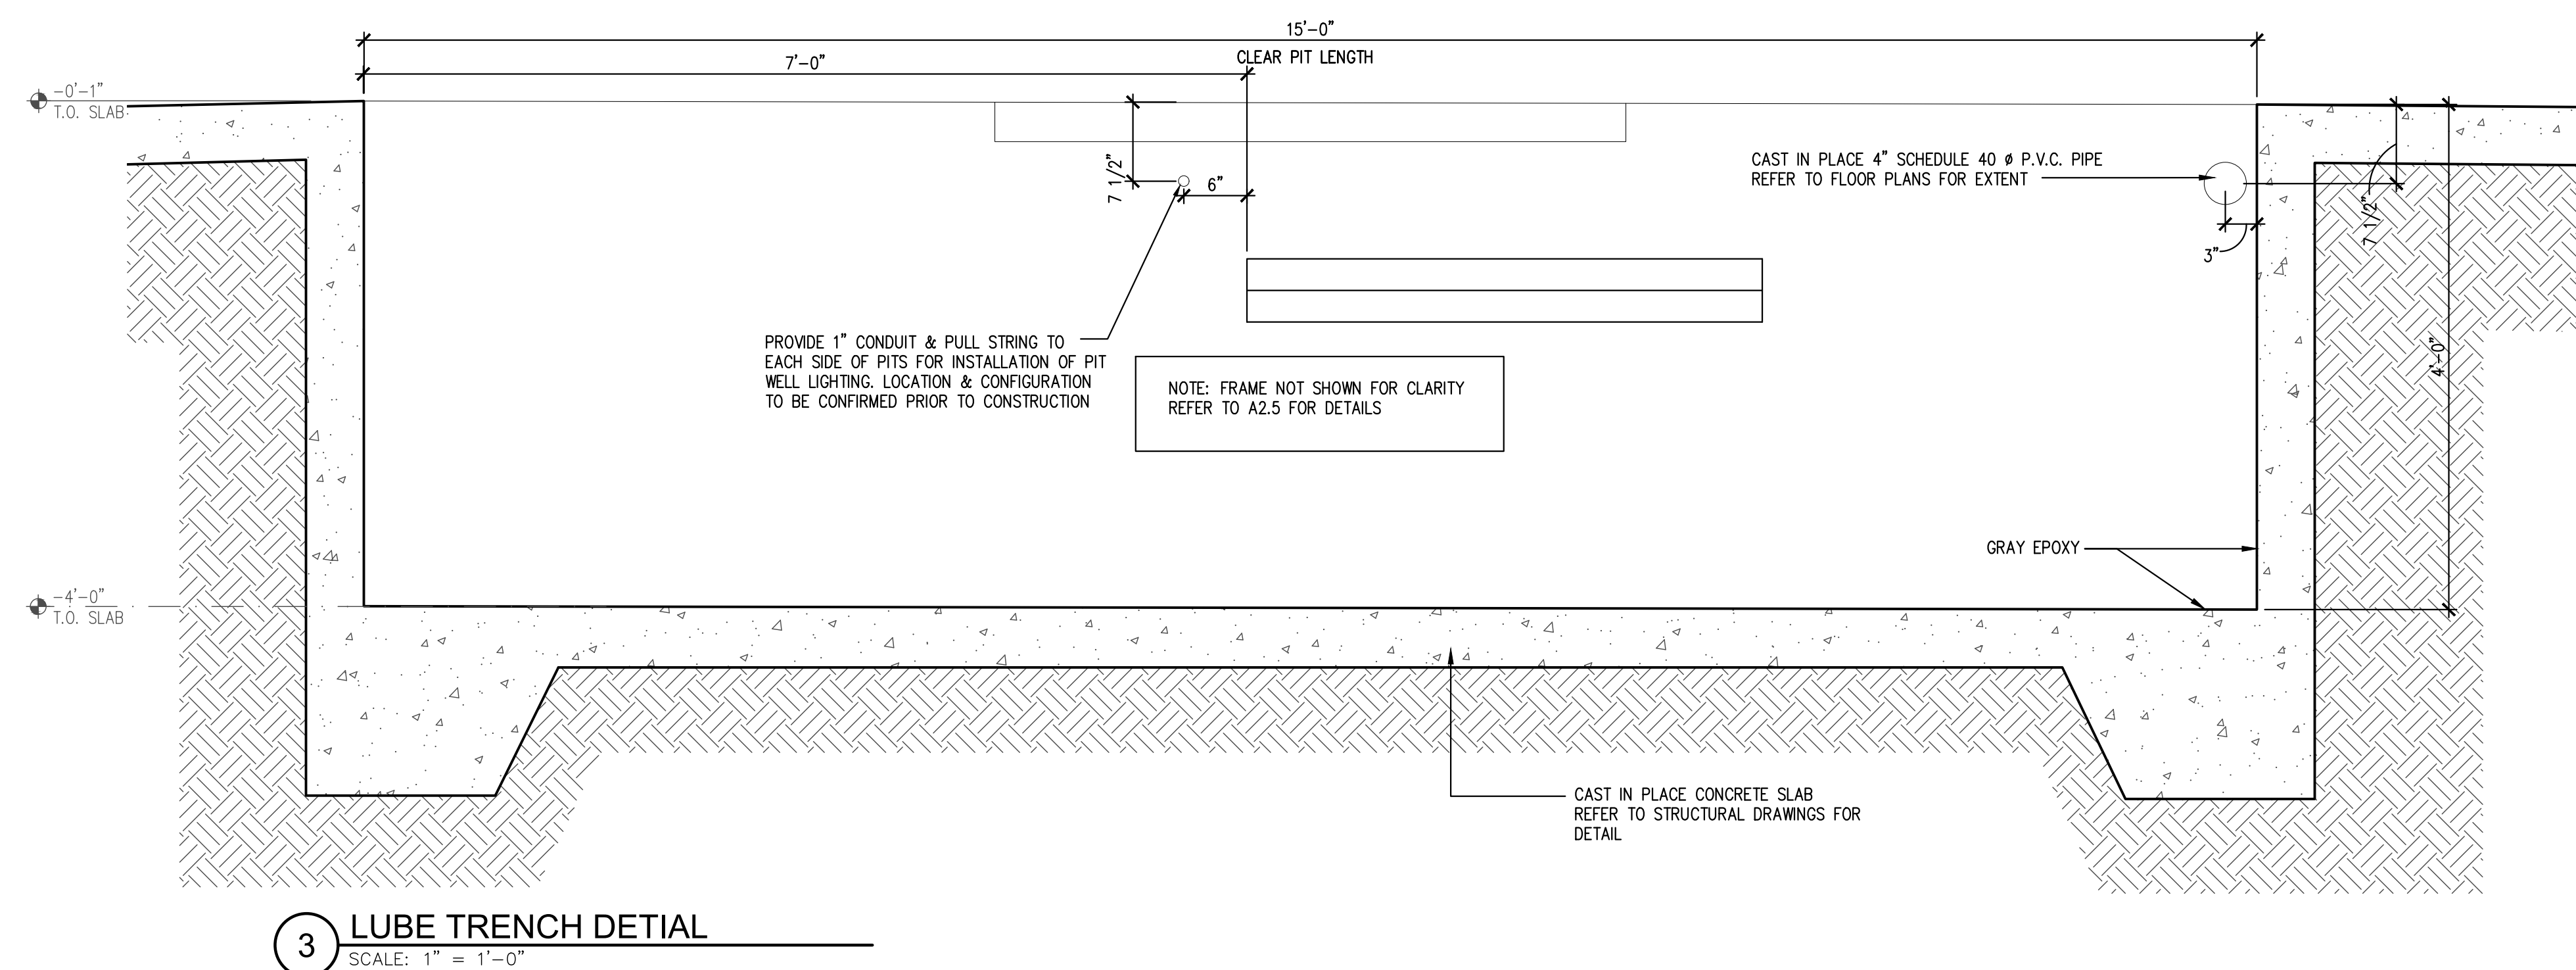 15'-0"
CLEAR PIT LENGTH
7'-0"
-0'-1"
T.O. SLAB
7 1/2"
6"
CAST IN PLACE 4" SCHEDULE 40 ø P.V.C. PIPE
REFER TO FLOOR PLANS FOR EXTENT
7 1/2"
3"
4'-0"
PROVIDE 1" CONDUIT & PULL STRING TO
EACH SIDE OF PITS FOR INSTALLATION OF PIT
WELL LIGHTING. LOCATION & CONFIGURATION
TO BE CONFIRMED PRIOR TO CONSTRUCTION
NOTE: FRAME NOT SHOWN FOR CLARITY
REFER TO A2.5 FOR DETAILS
GRAY EPOXY
-4'-0"
T.O. SLAB
CAST IN PLACE CONCRETE SLAB
REFER TO STRUCTURAL DRAWINGS FOR
DETAIL
3
LUBE TRENCH DETIAL
SCALE: 1" = 1'-0"